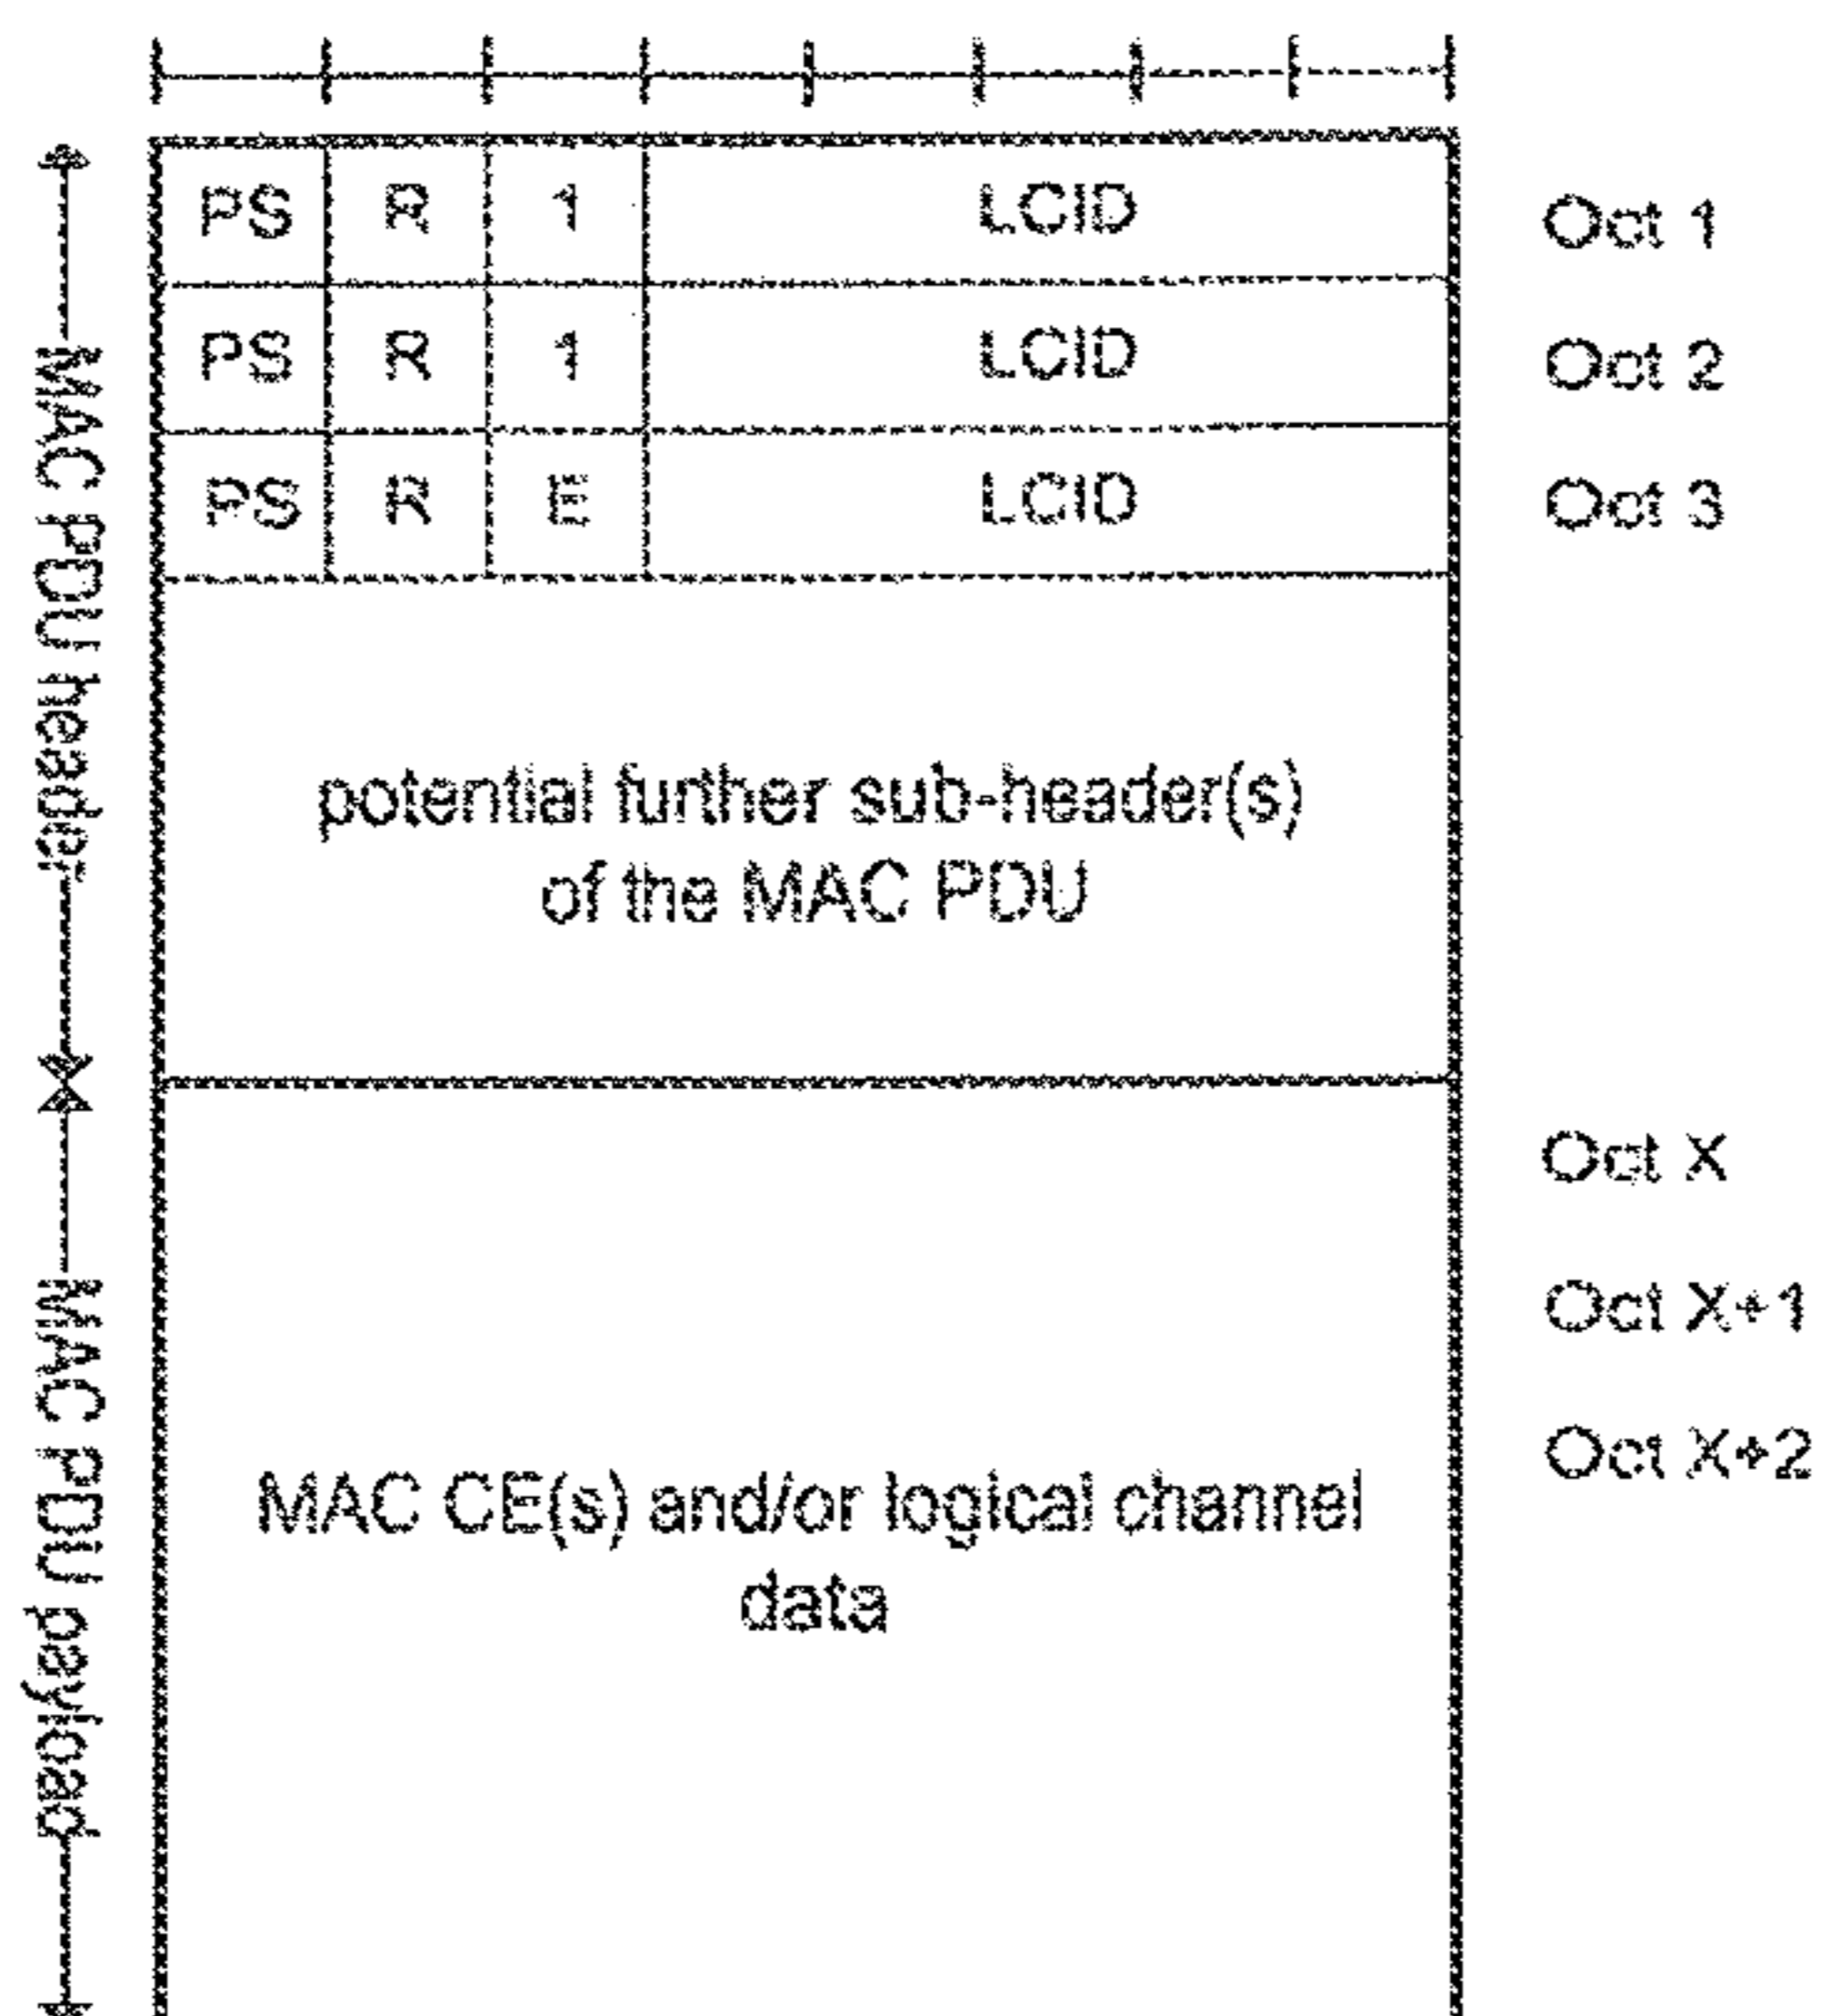 PS R 1 LCID Oct 1
PS R 1 LCID Oct 2
PS R E LCID Oct 3
MAC PDU header
potential further sub-header(s)
of the MAC PDU
Oct X
Oct X+1
Oct X+2
MAC PDU payload
MAC CE(s) and/or logical channel
data